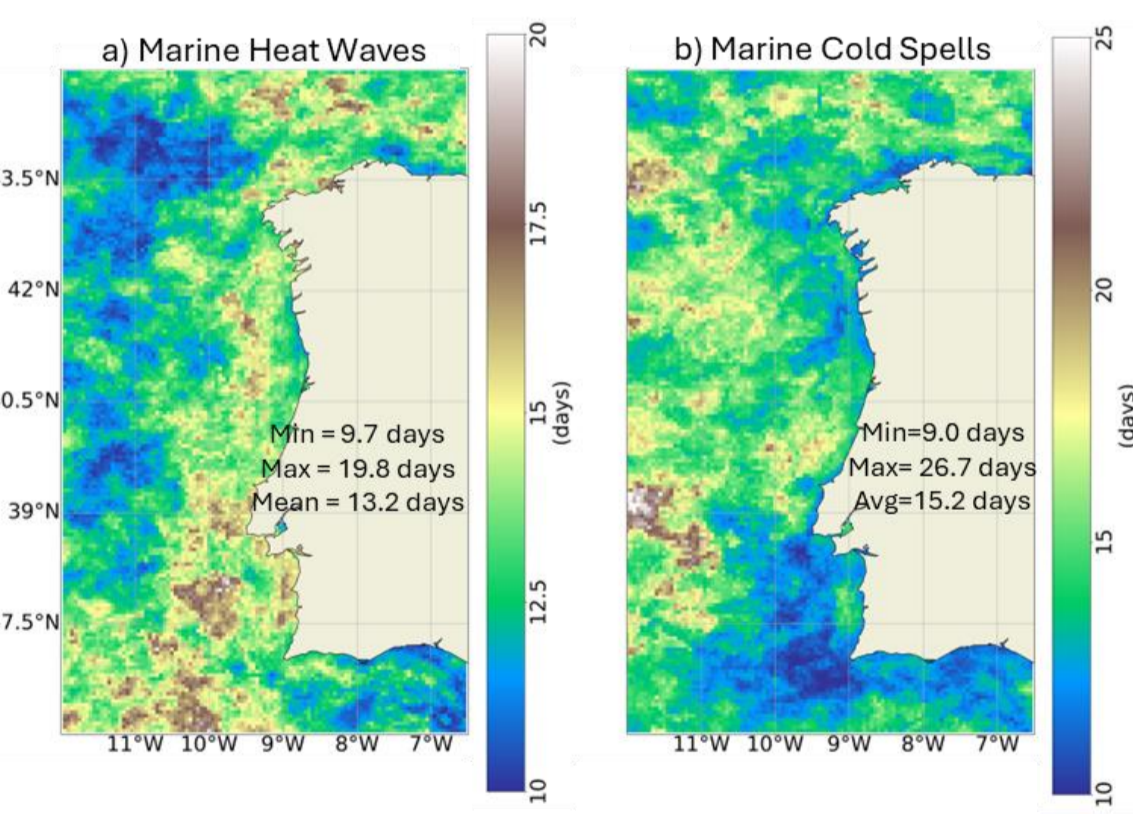 a) Marine Heat Waves
3.5°N
42°N
0.5°N
39°N
7.5°N
11°W 10°W 9°W 8°W 7°W
Min = 9.7 days
Max = 19.8 days
Mean = 13.2 days
20
17.5
15
12.5
10
(days)
b) Marine Cold Spells
11°W 10°W 9°W 8°W 7°W
Min=9.0 days
Max= 26.7 days
Avg=15.2 days
25
20
15
10
(days)